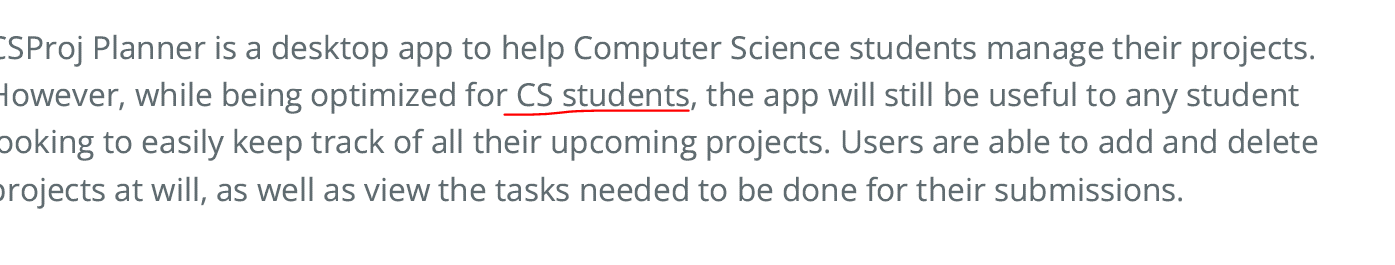 CSProj Planner is a desktop app to help Computer Science students manage their projects.
However, while being optimized for CS students, the app will still be useful to any student
looking to easily keep track of all their upcoming projects. Users are able to add and delete
projects at will, as well as view the tasks needed to be done for their submissions.